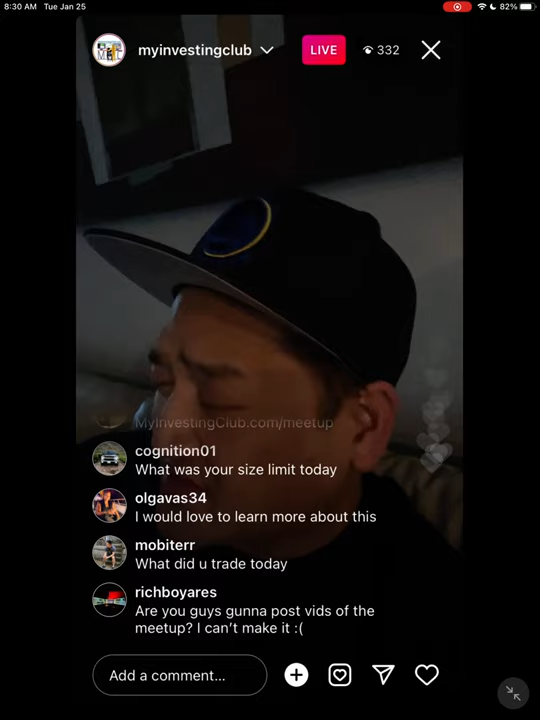 8:30 AM Tue Jan 25
82%
myinvestingclub
LIVE
332
MyInvestingClub.com/meetup
cognition01
What was your size limit today
olgavas34
I would love to learn more about this
mobiterr
What did u trade today
richboyares
Are you guys gunna post vids of the
meetup? I can’t make it :(
Add a comment...